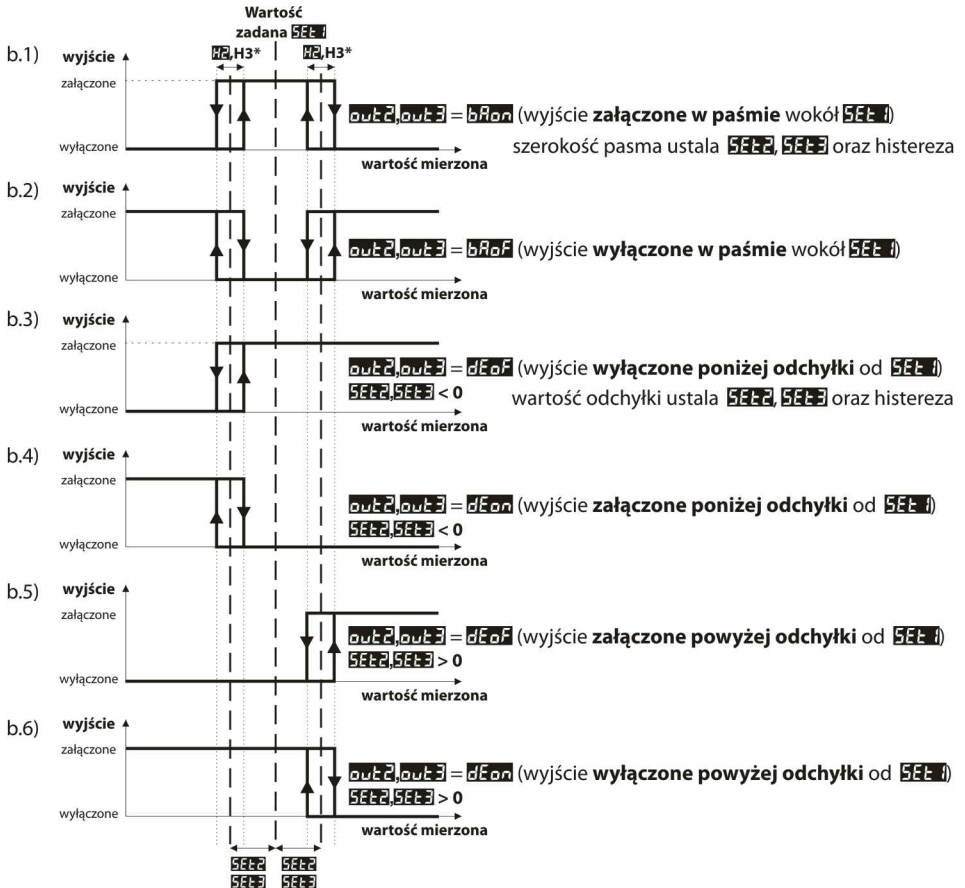 Wartość
zadana SEt1
H2,H3* H2,H3*
b.1) wyjście
załączone
out2,out3 = bAon (wyjście załączone w paśmie wokół SEt1)
szerokość pasma ustala SEt2, SEt3 oraz histereza
wyłączone
wartość mierzona
b.2) wyjście
załączone
out2,out3 = bAoF (wyjście wyłączone w paśmie wokół SEt1)
wyłączone
wartość mierzona
b.3) wyjście
załączone
out2,out3 = dEoF (wyjście wyłączone poniżej odchyłki od SEt1)
SEt2,SEt3 < 0 wartość odchyłki ustala SEt2, SEt3 oraz histereza
wyłączone
wartość mierzona
b.4) wyjście
załączone
out2,out3 = dEon (wyjście załączone poniżej odchyłki od SEt1)
SEt2,SEt3 < 0
wyłączone
wartość mierzona
b.5) wyjście
załączone
out2,out3 = dEoF (wyjście załączone powyżej odchyłki od SEt1)
SEt2,SEt3 > 0
wyłączone
wartość mierzona
b.6) wyjście
załączone
out2,out3 = dEon (wyjście wyłączone powyżej odchyłki od SEt1)
SEt2,SEt3 > 0
wyłączone
wartość mierzona
SEt2 SEt2
SEt3 SEt3